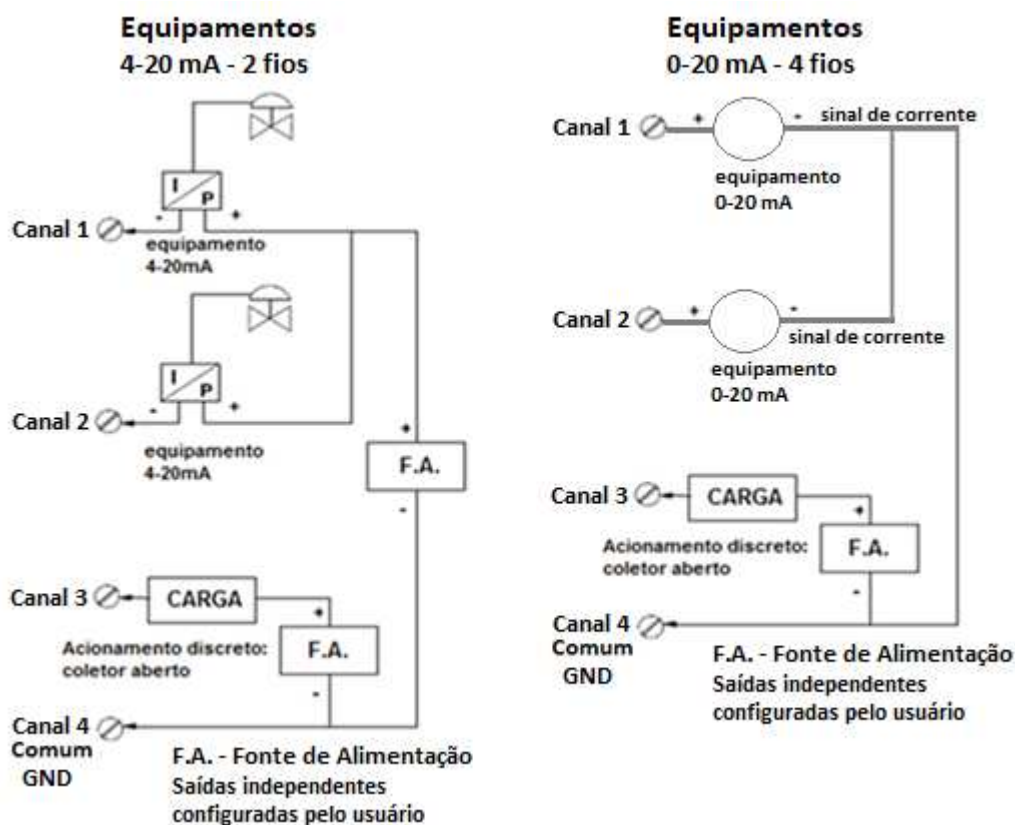 Equipamentos
4-20 mA - 2 fios
I
P
-
+
Canal 1
equipamento
4-20mA
I
P
-
+
Canal 2
equipamento
4-20mA
+
F.A.
-
Canal 3
CARGA
+
Acionamento discreto:
coletor aberto
F.A.
-
Canal 4
Comum
GND
F.A. - Fonte de Alimentação
Saídas independentes
configuradas pelo usuário
Equipamentos
0-20 mA - 4 fios
Canal 1
+
-
sinal de corrente
equipamento
0-20 mA
Canal 2
+
-
sinal de corrente
equipamento
0-20 mA
Canal 3
CARGA
+
Acionamento discreto:
coletor aberto
F.A.
-
Canal 4
Comum
GND
F.A. - Fonte de Alimentação
Saídas independentes
configuradas pelo usuário